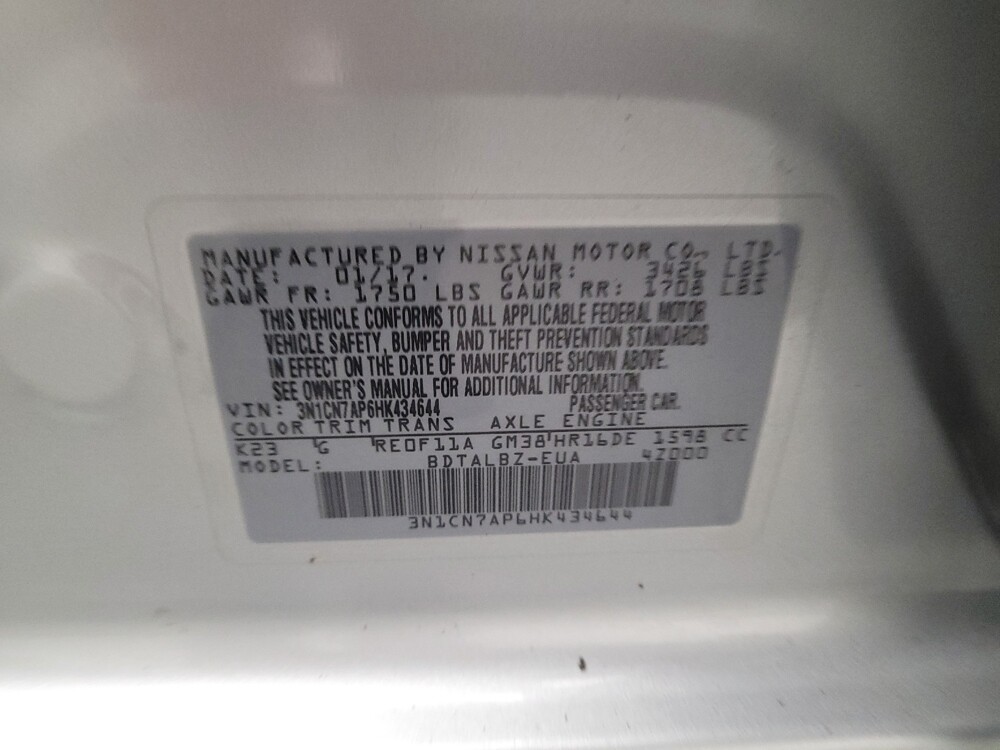 MANUFACTURED BY NISSAN MOTOR CO., LTD.
DATE: 01/17. GVWR: 3426 LBS
GAWR FR: 1750 LBS GAWR RR: 1708 LBS
THIS VEHICLE CONFORMS TO ALL APPLICABLE FEDERAL MOTOR
VEHICLE SAFETY, BUMPER AND THEFT PREVENTION STANDARDS
IN EFFECT ON THE DATE OF MANUFACTURE SHOWN ABOVE.
SEE OWNER'S MANUAL FOR ADDITIONAL INFORMATION.
VIN: 3N1CN7AP6HK434644 PASSENGER CAR.
COLOR TRIM TRANS AXLE ENGINE
K23 G RE0F11A GM38 HR16DE 1598 CC
MODEL: BDTALBZ-EUA 4Z000
3N1CN7AP6HK434644